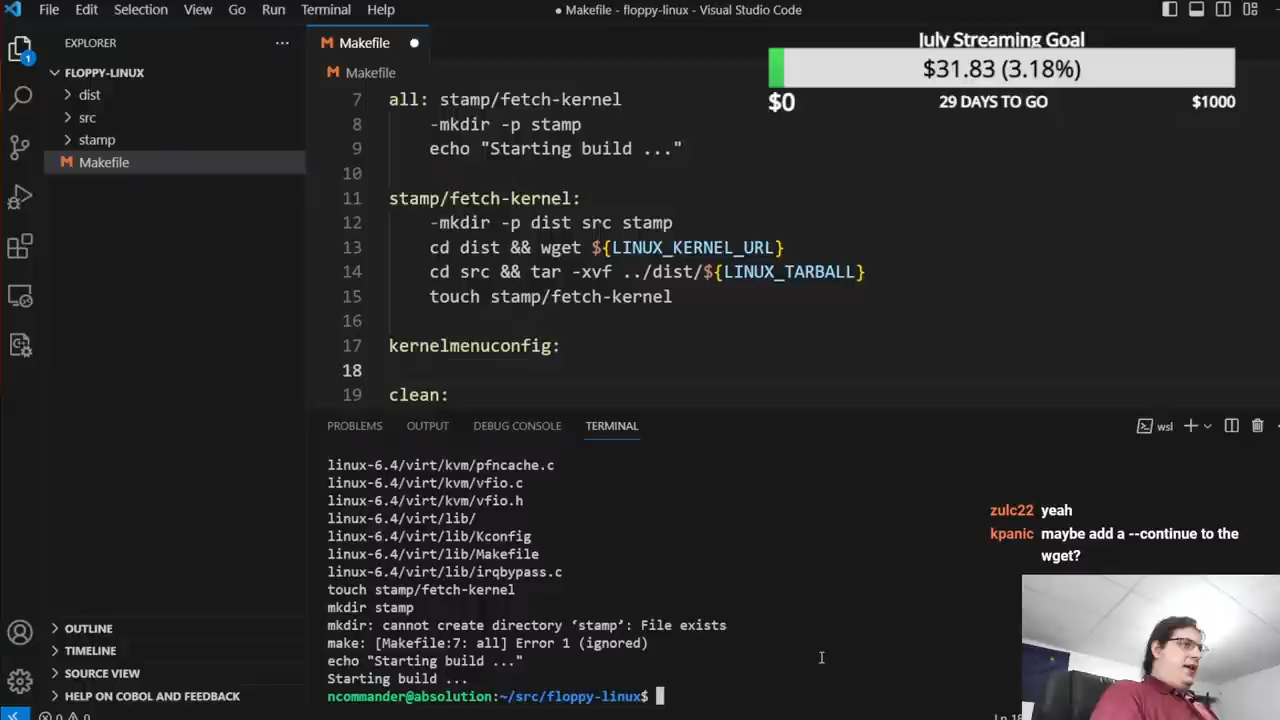 File Edit Selection View Go Run Terminal Help
● Makefile - floppy-linux - Visual Studio Code
EXPLORER
Makefile
July Streaming Goal
$31.83 (3.18%)
$0 29 DAYS TO GO $1000
1
FLOPPY-LINUX
dist
src
stamp
Makefile
Makefile
7 all: stamp/fetch-kernel
8 -mkdir -p stamp
9 echo "Starting build ..."
10
11 stamp/fetch-kernel:
12 -mkdir -p dist src stamp
13 cd dist && wget ${LINUX_KERNEL_URL}
14 cd src && tar -xvf ../dist/${LINUX_TARBALL}
15 touch stamp/fetch-kernel
16
17 kernelmenuconfig:
18
19 clean:
PROBLEMS OUTPUT DEBUG CONSOLE TERMINAL
wsl
linux-6.4/virt/kvm/pfncache.c
linux-6.4/virt/kvm/vfio.c
linux-6.4/virt/kvm/vfio.h
linux-6.4/virt/lib/
linux-6.4/virt/lib/Kconfig
linux-6.4/virt/lib/Makefile
linux-6.4/virt/lib/irqbypass.c
touch stamp/fetch-kernel
mkdir stamp
mkdir: cannot create directory ‘stamp’: File exists
make: [Makefile:7: all] Error 1 (ignored)
echo "Starting build ..."
Starting build ...
ncommander@absolution:~/src/floppy-linux$
zulc22 yeah
kpanic maybe add a --continue to the
wget?
OUTLINE
TIMELINE
SOURCE VIEW
HELP ON COBOL AND FEEDBACK